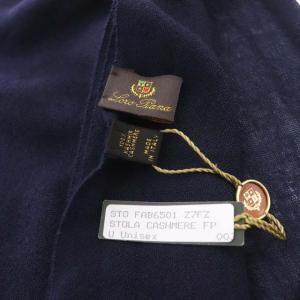 Loro Piana
100%
CASHMERE
MADE
IN ITALY
STO FAB6501 Z7FZ
STOLA CASHMERE FP
U Unisex
00